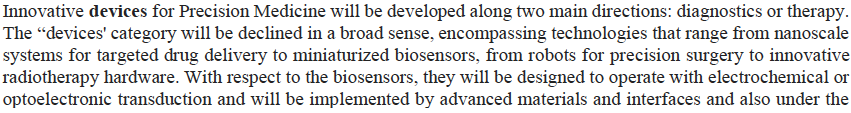 Innovative devices for Precision Medicine will be developed along two main directions: diagnostics or therapy.
The “devices' category will be declined in a broad sense, encompassing technologies that range from nanoscale
systems for targeted drug delivery to miniaturized biosensors, from robots for precision surgery to innovative
radiotherapy hardware. With respect to the biosensors, they will be designed to operate with electrochemical or
optoelectronic transduction and will be implemented by advanced materials and interfaces and also under the